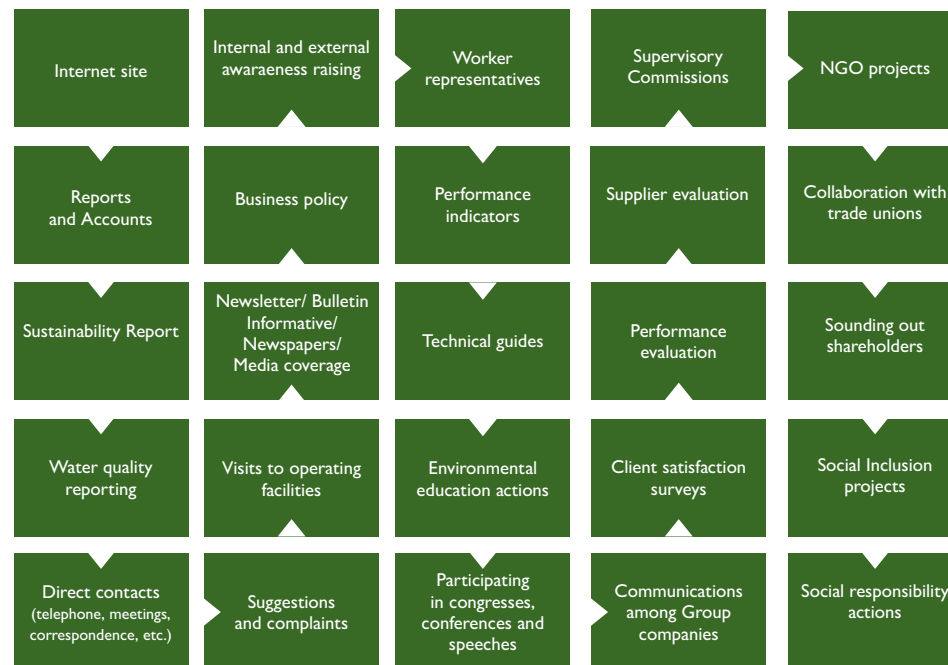 Internet site
Internal and external
awaraeness raising
Worker
representatives
Supervisory
Commissions
NGO projects
Reports
and Accounts
Business policy
Performance
indicators
Supplier evaluation
Collaboration with
trade unions
Sustainability Report
Newsletter/ Bulletin
Informative/
Newspapers/
Media coverage
Technical guides
Performance
evaluation
Sounding out
shareholders
Water quality
reporting
Visits to operating
facilities
Environmental
education actions
Client satisfaction
surveys
Social Inclusion
projects
Direct contacts
(telephone, meetings,
correspondence, etc.)
Suggestions
and complaints
Participating
in congresses,
conferences and
speeches
Communications
among Group
companies
Social responsibility
actions